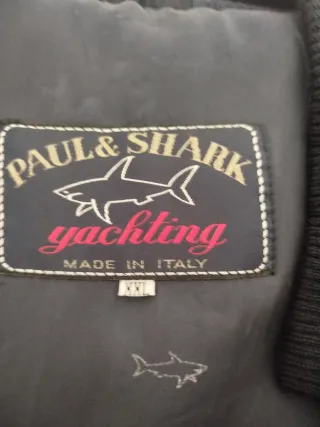 PAUL & SHARK
yachting
MADE IN ITALY
XXL